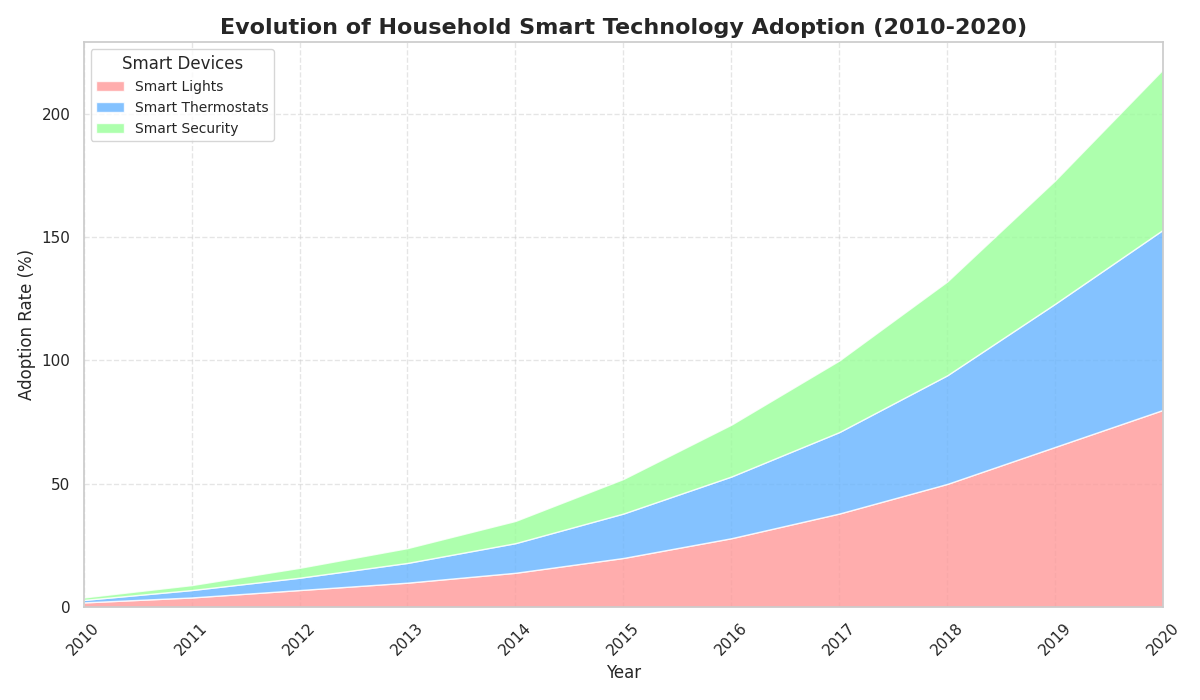 Evolution of Household Smart Technology Adoption (2010-2020)
Smart Devices
Smart Lights
Smart Thermostats
Smart Security
Adoption Rate (%)
200
150
100
50
0
2010 2011 2012 2013 2014 2015 2016 2017 2018 2019 2020
Year